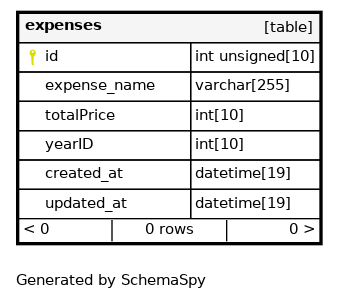 expenses [table]
id int unsigned[10]
expense_name varchar[255]
totalPrice int[10]
yearID int[10]
created_at datetime[19]
updated_at datetime[19]
< 0 0 rows 0 >
Generated by SchemaSpy